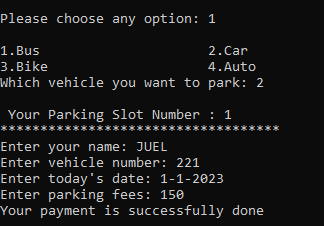 Please choose any option: 1
1.Bus 2.Car
3.Bike 4.Auto
Which vehicle you want to park: 2
Your Parking Slot Number : 1
***********************************
Enter your name: JUEL
Enter vehicle number: 221
Enter today's date: 1-1-2023
Enter parking fees: 150
Your payment is successfully done